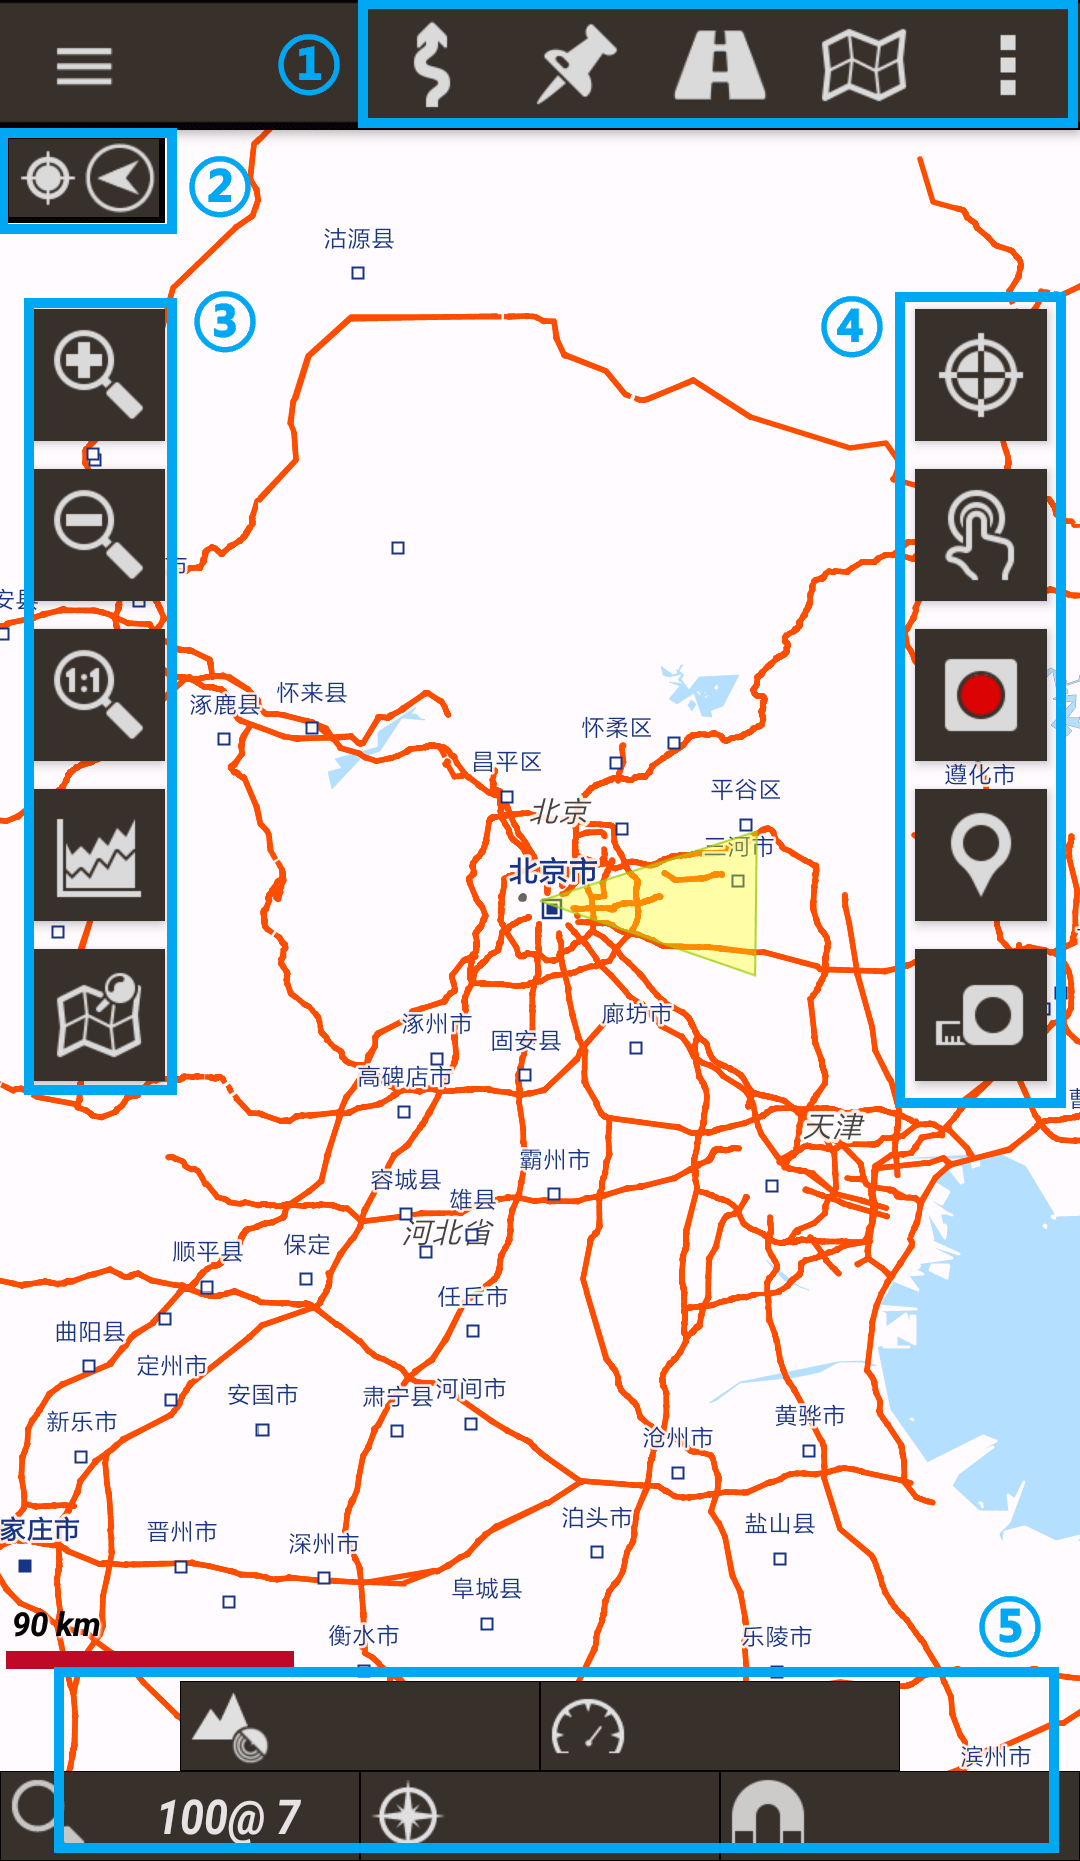 ①
②
沽源县
③
④
市
安县
1:1
怀来县
涿鹿县
怀柔区
昌平区
遵化市
平谷区
北京
三河市
北京市
涿州市
廊坊市
固安县
高碑店市
曹
天津
霸州市
容城县
雄县
河北省
顺平县
保定
任丘市
曲阳县
定州市
安国市
肃宁县
河间市
新乐市
黄骅市
沧州市
家庄市
晋州市
深州市
泊头市
盐山县
阜城县
90 km
⑤
衡水市
乐陵市
滨州市
100@ 7